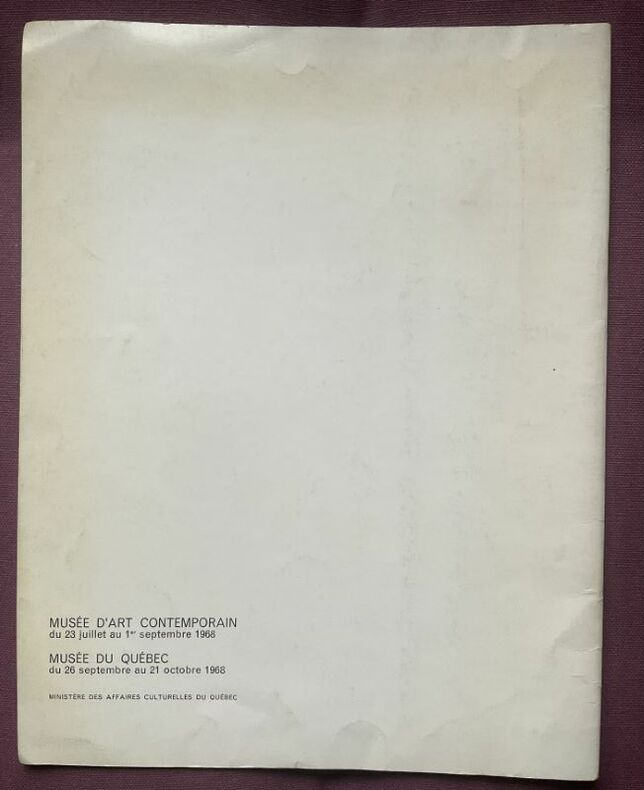 MUSÉE D'ART CONTEMPORAIN
du 23 juillet au 1er septembre 1968
MUSÉE DU QUÉBEC
du 26 septembre au 21 octobre 1968
MINISTÈRE DES AFFAIRES CULTURELLES DU QUÉBEC